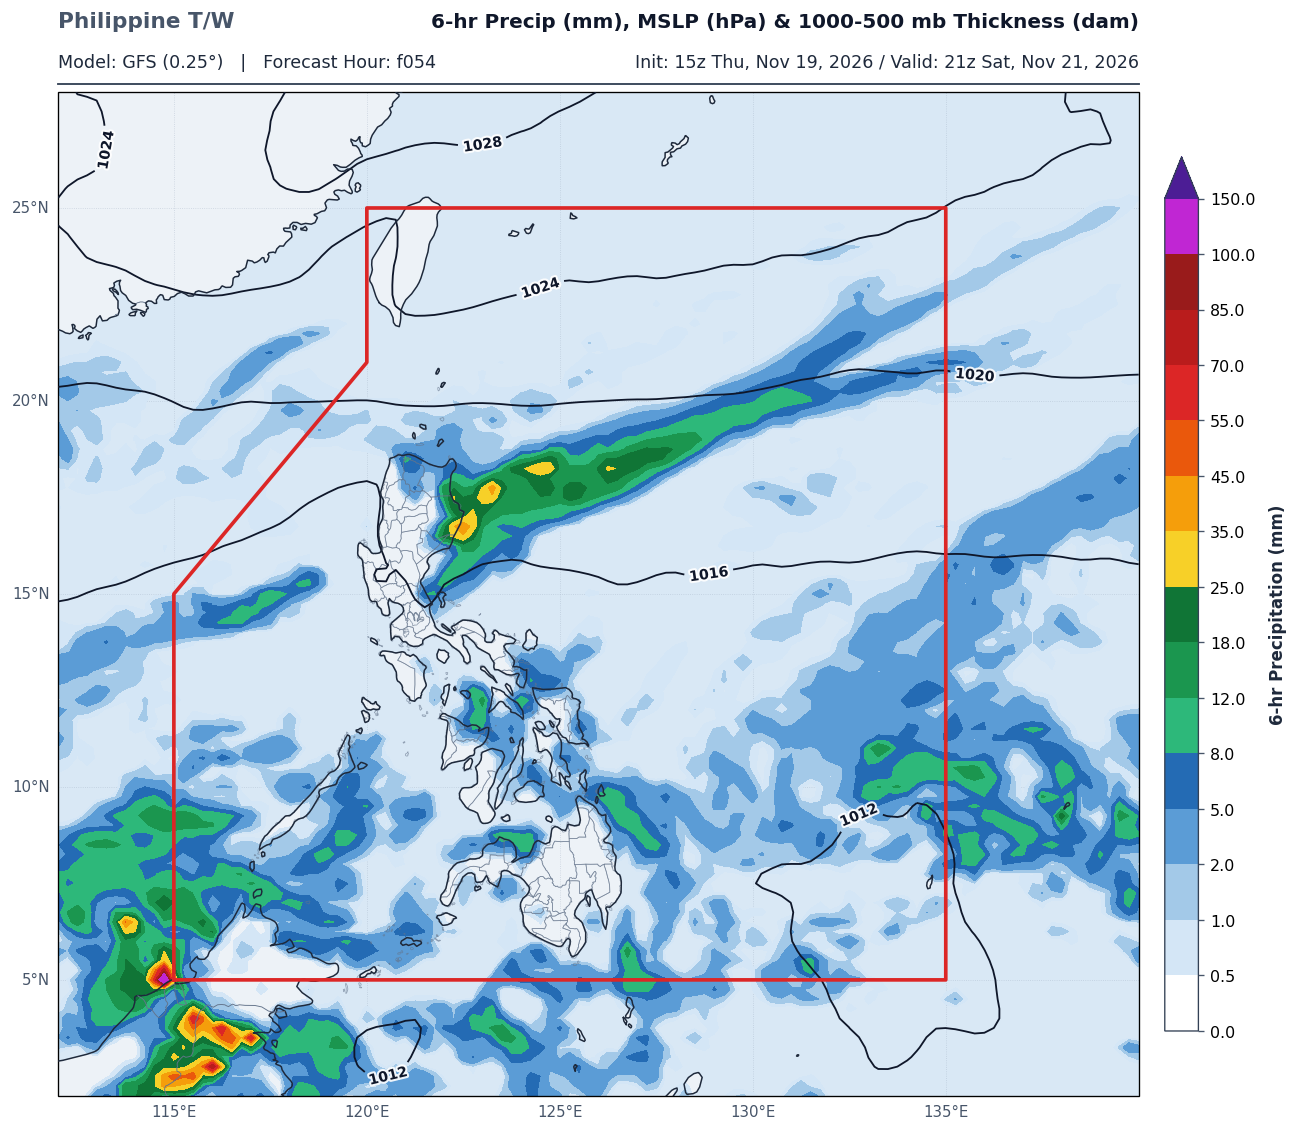 Philippine T/W
6-hr Precip (mm), MSLP (hPa) & 1000-500 mb Thickness (dam)
Model: GFS (0.25°) | Forecast Hour: f054
Init: 15z Thu, Nov 19, 2026 / Valid: 21z Sat, Nov 21, 2026
1024
1028
1024
1020
1016
1012
1012
25°N
20°N
15°N
10°N
5°N
115°E
120°E
125°E
130°E
135°E
150.0
100.0
85.0
70.0
55.0
45.0
35.0
25.0
18.0
12.0
8.0
5.0
2.0
1.0
0.5
0.0
6-hr Precipitation (mm)